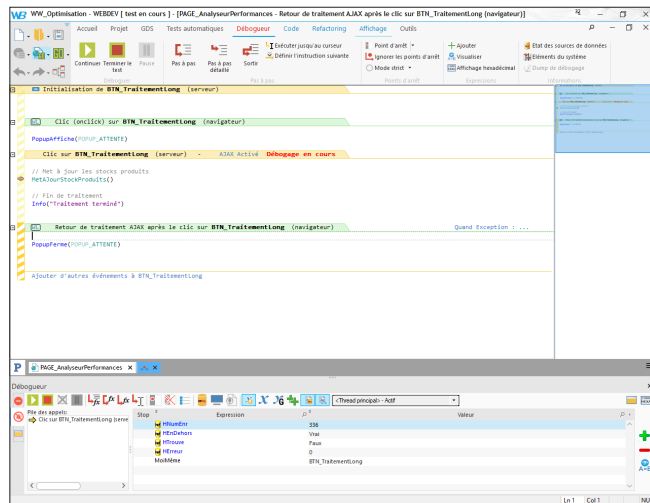 WW_Optimisation - WEBDEV [ test en cours ] - [PAGE_AnalyseurPerformances - Retour de traitement AJAX après le clic sur BTN_TraitementLong (navigateur)]
Accueil Projet GDS Tests automatiques Débogueur Code Refactoring Affichage Outils
Continuer Terminer le test Pause
Pas à pas Pas à pas détaillé Sortir
Exécuter jusqu'au curseur
Définir l'instruction suivante
Point d'arrêt
Ignorer les points d'arrêt
Mode strict
Ajouter
Visualiser
Affichage hexadécimal
Etat des sources de données
Eléments du système
Dump de débogage
Débogueur Pas à pas Points d'arrêt Expressions Informations
Initialisation de BTN_TraitementLong (serveur)
Clic (onclick) sur BTN_TraitementLong (navigateur)
PopupAffiche(POPUP_ATTENTE)
Clic sur BTN_TraitementLong (serveur) - AJAX Activé Débogage en cours
// Met à jour les stocks produits
MetAJourStockProduits()
// Fin de traitement
Info("Traitement terminé")
Retour de traitement AJAX après le clic sur BTN_TraitementLong (navigateur) Quand Exception : ...
PopupFerme(POPUP_ATTENTE)
Ajouter d'autres événements à BTN_TraitementLong
PAGE_AnalyseurPerformances
Débogueur
<Thread principal> - Actif
Pile des appels:
Clic sur BTN_TraitementLong (serve
Stop Expression Valeur
HNumEnr 336
HEnDehors Vrai
HTrouve Faux
HErreur 0
MoiMême BTN_TraitementLong
A=B
Ln 1 Col 1 NU